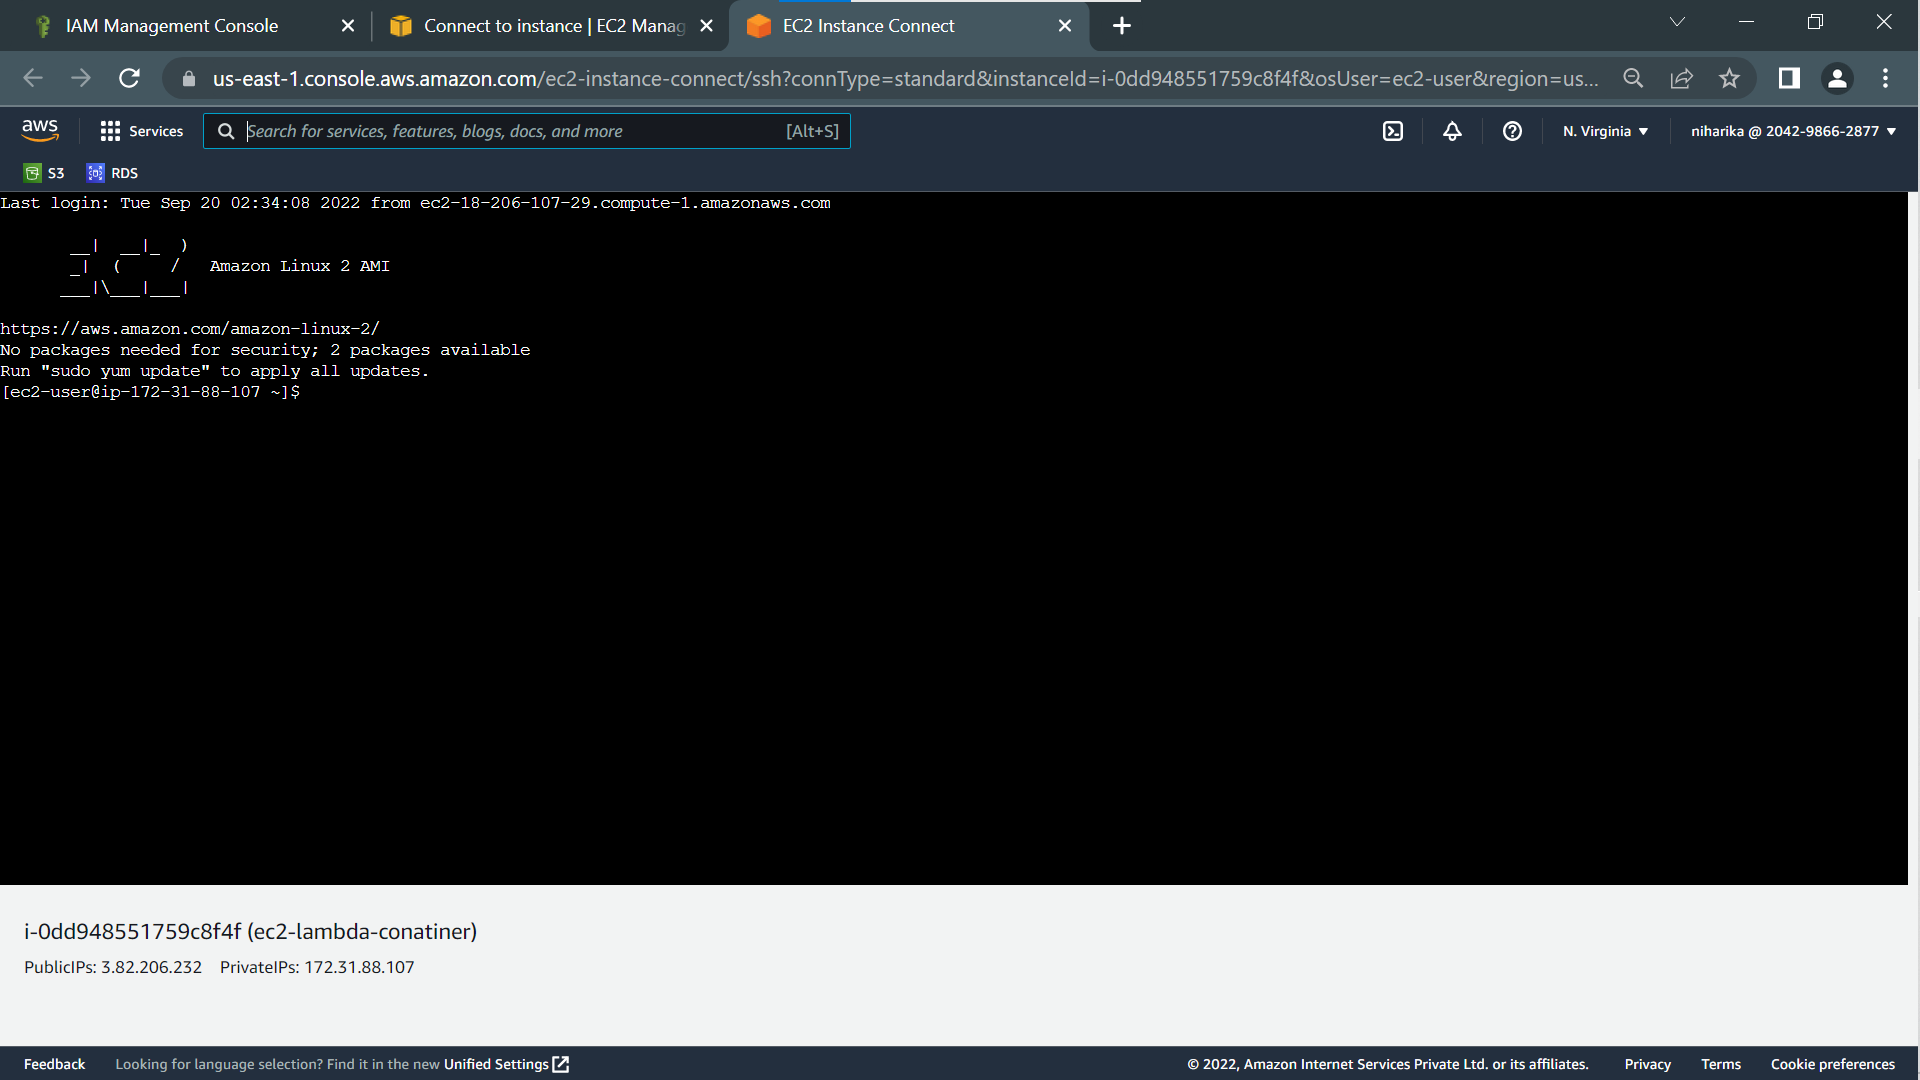 IAM Management Console
Connect to instance | EC2 Manag
EC2 Instance Connect
us-east-1.console.aws.amazon.com/ec2-instance-connect/ssh?connType=standard&instanceId=i-0dd948551759c8f4f&osUser=ec2-user&region=us...
aws
Services
Search for services, features, blogs, docs, and more
[Alt+S]
N. Virginia ▼
niharika @ 2042-9866-2877 ▼
S3
RDS
Last login: Tue Sep 20 02:34:08 2022 from ec2-18-206-107-29.compute-1.amazonaws.com
       __|  __|_  )
       _|  (     /   Amazon Linux 2 AMI
      ___|\___|___|
https://aws.amazon.com/amazon-linux-2/
No packages needed for security; 2 packages available
Run "sudo yum update" to apply all updates.
[ec2-user@ip-172-31-88-107 ~]$
i-0dd948551759c8f4f (ec2-lambda-conatiner)
PublicIPs: 3.82.206.232    PrivateIPs: 172.31.88.107
Feedback
Looking for language selection? Find it in the new Unified Settings
© 2022, Amazon Internet Services Private Ltd. or its affiliates.
Privacy
Terms
Cookie preferences